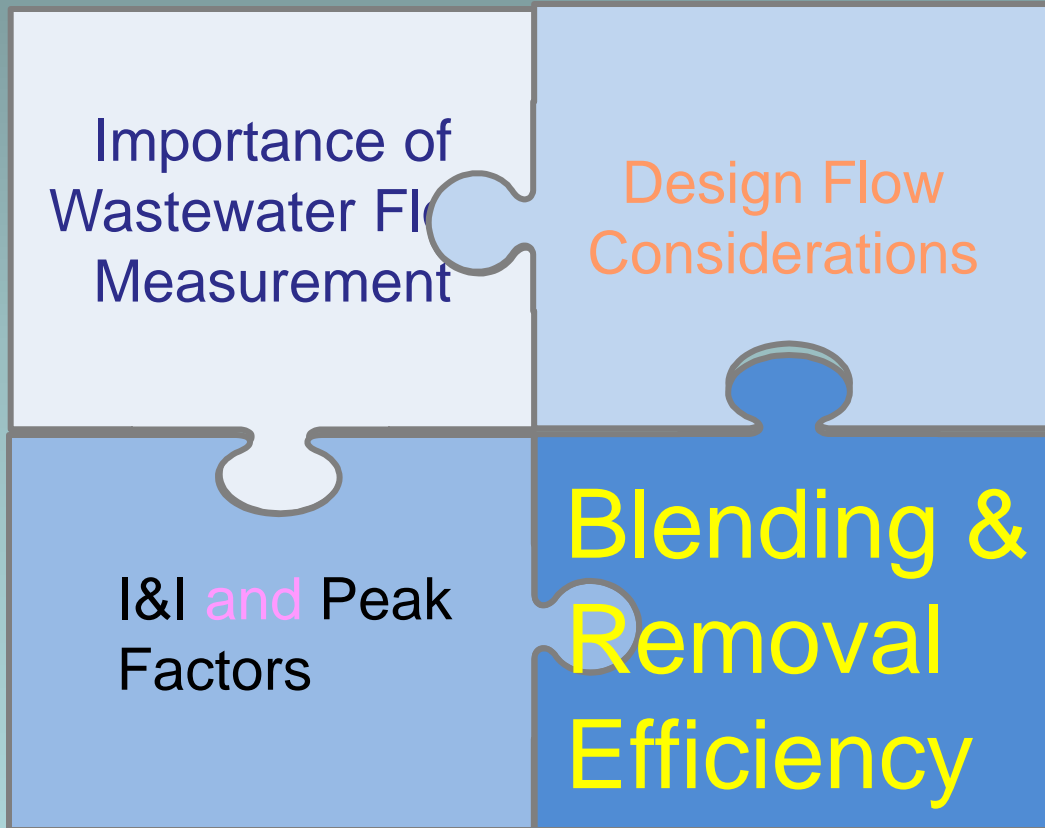 Importance of
Wastewater Fl
Measurement
Design Flow
Considerations
I&I and Peak
Factors
Blending &
Removal
Efficiency